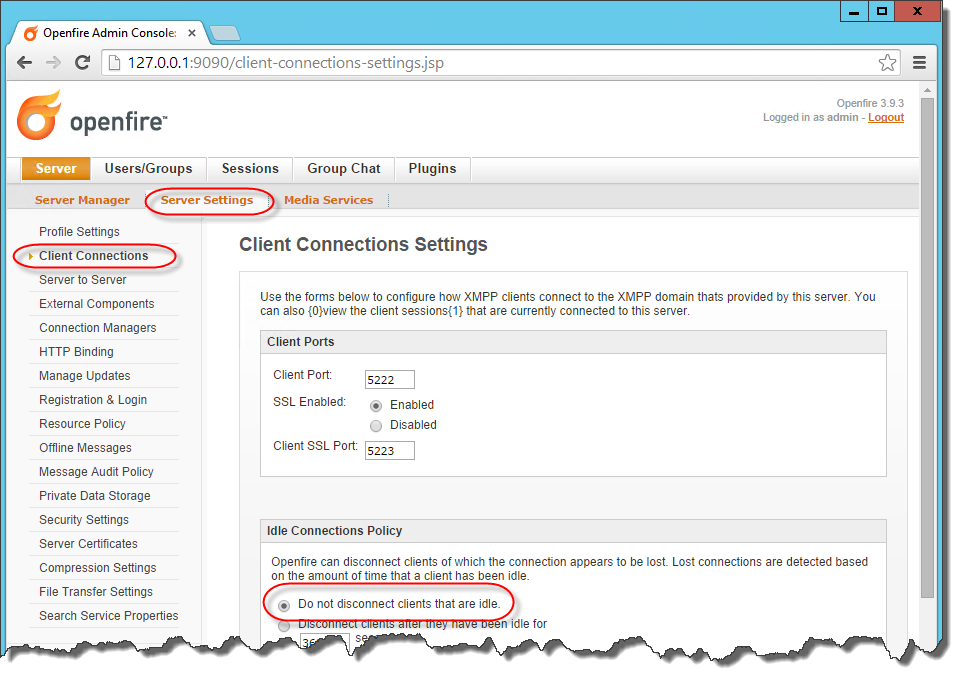 Openfire Admin Console:
127.0.0.1:9090/client-connections-settings.jsp
openfire™
Openfire 3.9.3
Logged in as admin - Logout
Server Users/Groups Sessions Group Chat Plugins
Server Manager Server Settings Media Services
Profile Settings
Client Connections
Server to Server
External Components
Connection Managers
HTTP Binding
Manage Updates
Registration & Login
Resource Policy
Offline Messages
Message Audit Policy
Private Data Storage
Security Settings
Server Certificates
Compression Settings
File Transfer Settings
Search Service Properties
Client Connections Settings
Use the forms below to configure how XMPP clients connect to the XMPP domain thats provided by this server. You
can also {0}view the client sessions{1} that are currently connected to this server.
Client Ports
Client Port: 5222
SSL Enabled: Enabled
Disabled
Client SSL Port: 5223
Idle Connections Policy
Openfire can disconnect clients of which the connection appears to be lost. Lost connections are detected based
on the amount of time that a client has been idle.
Do not disconnect clients that are idle.
Disconnect clients after they have been idle for